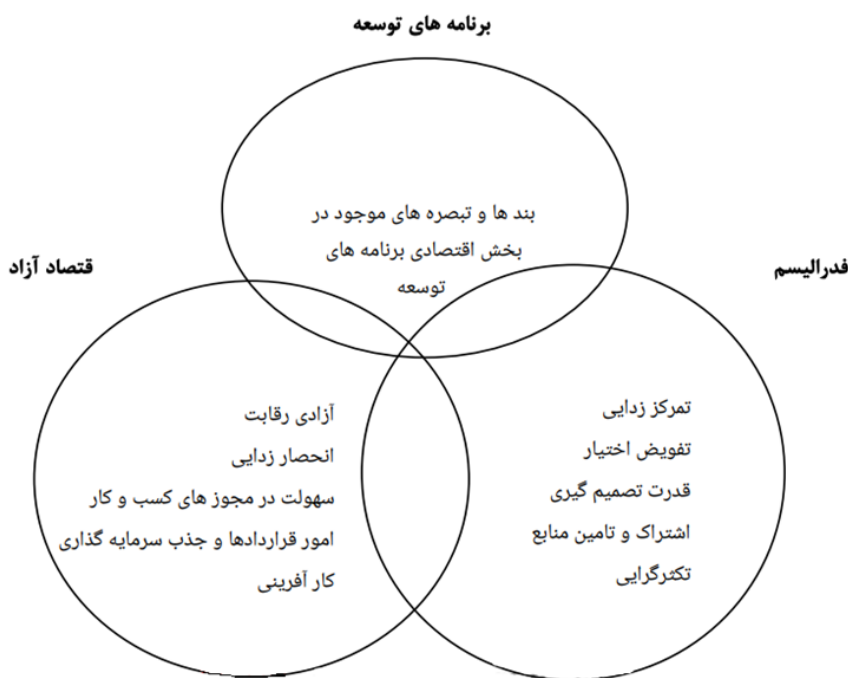 برنامه های توسعه
بند ها و تبصره های موجود در
بخش اقتصادی برنامه های
توسعه
فدرالیسم
قتصاد آزاد
تمرکز زدایی
تفویض اختیار
قدرت تصمیم گیری
اشتراک و تامین منابع
تکثرگرایی
آزادی رقابت
انحصار زدایی
سهولت در مجوز های کسب و کار
امور قراردادها و جذب سرمایه گذاری
کار آفرینی